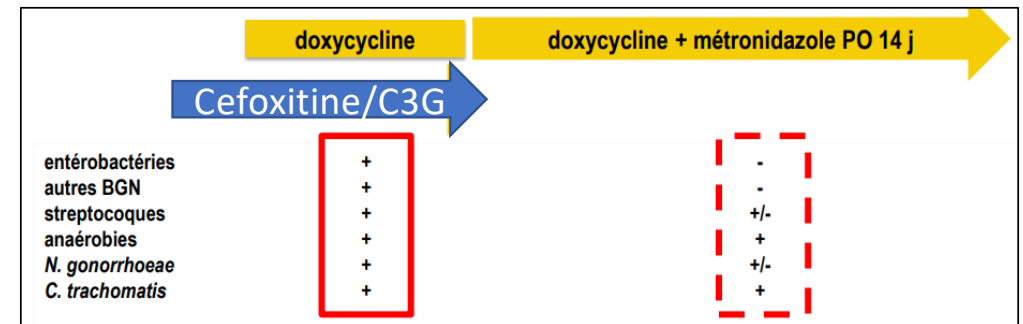 doxycycline doxycycline + métronidazole PO 14 j
Cefoxitine/C3G
entérobactéries + -
autres BGN + -
streptocoques + +/-
anaérobies + +
N. gonorrhoeae + +/-
C. trachomatis + +